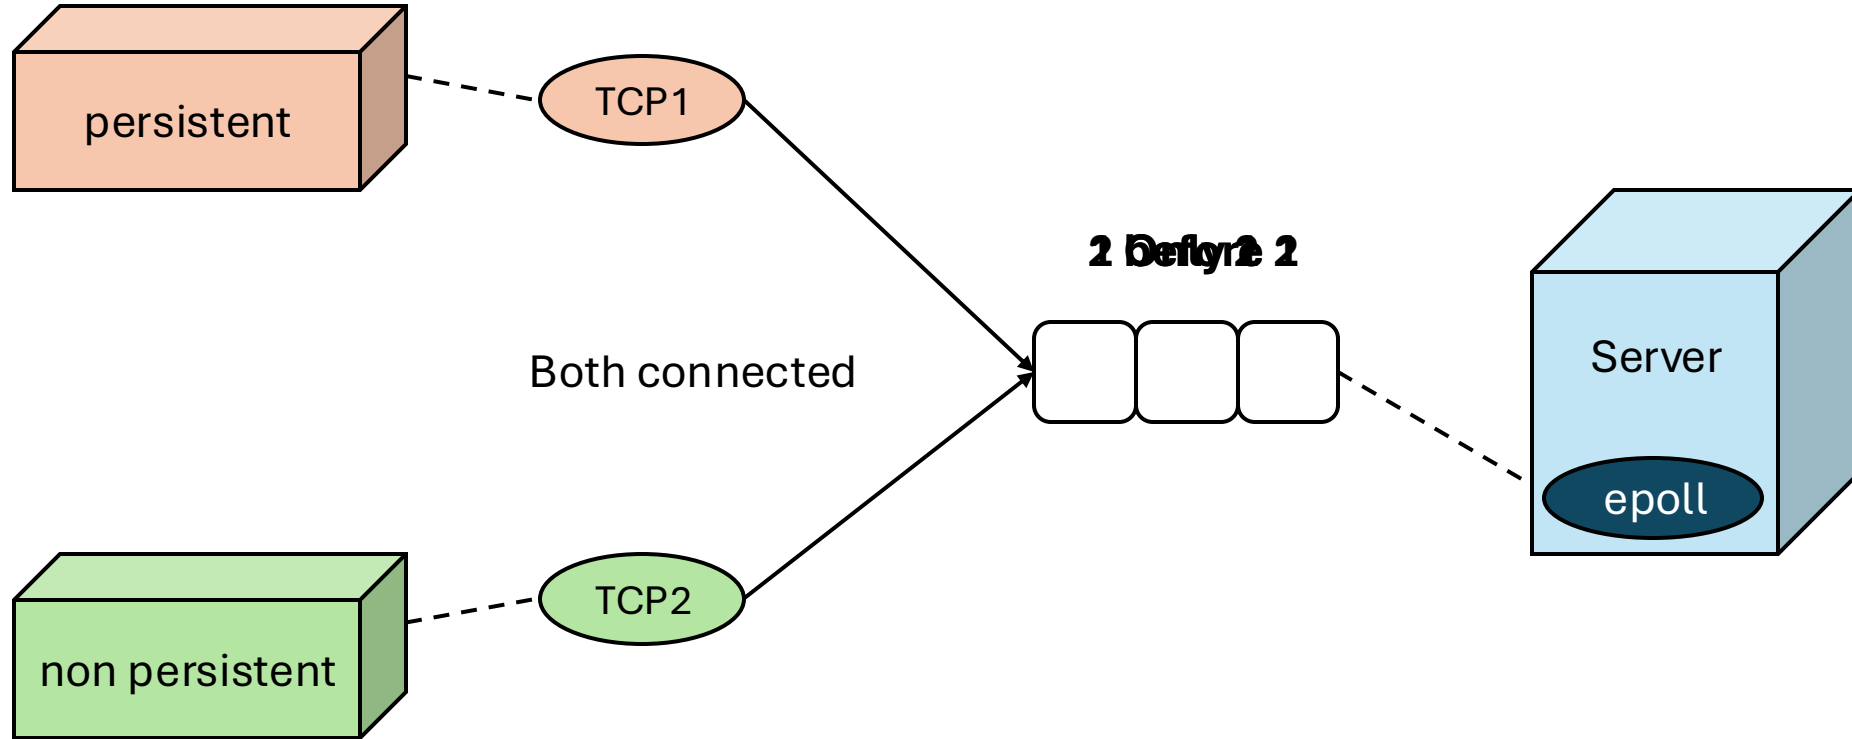 persistent
TCP1
Both connected
Server
epoll
TCP2
non persistent